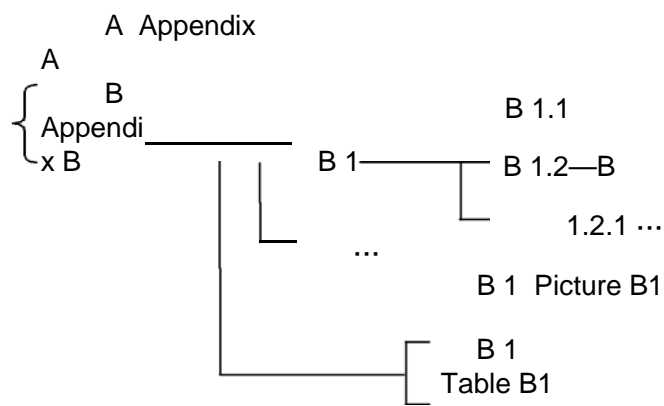 A Appendix
A
B
Appendi
x B
B 1.1
B 1
B 1.2—B
1.2.1 ...
...
B 1 Picture B1
B 1
Table B1